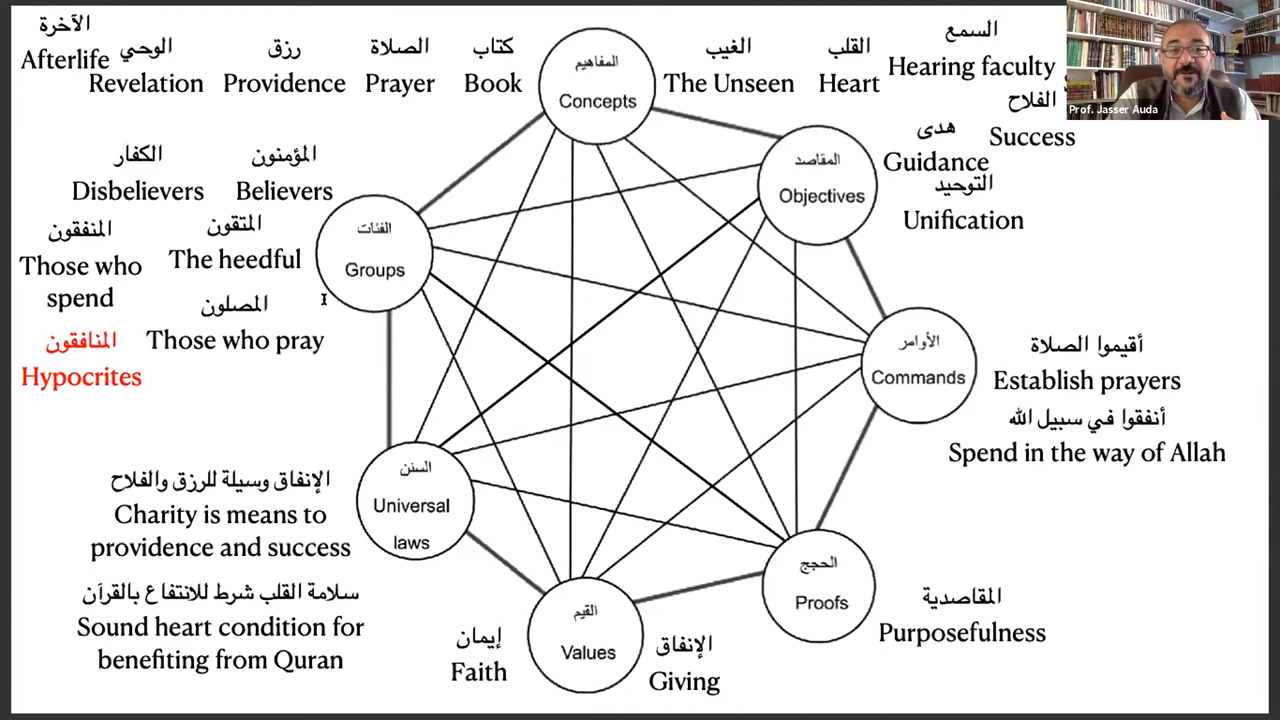 الآخرة
Afterlife
الوحي
Revelation
رزق
Providence
الصلاة
Prayer
كتاب
Book
المفاهيم
Concepts
الغيب
The Unseen
القلب
Heart
السمع
Hearing faculty
الفلاح
Success
هدى
Guidance
التوحيد
Unification
المقاصد
Objectives
Prof. Jasser Auda
الكفار
Disbelievers
المؤمنون
Believers
المنفقون
Those who
spend
المتقون
The heedful
المصلون
Those who pray
المنافقون
Hypocrites
الفئات
Groups
الأوامر
Commands
أقيموا الصلاة
Establish prayers
أنفقوا في سبيل الله
Spend in the way of Allah
السنن
Universal
laws
الإنفاق وسيلة للرزق والفلاح
Charity is means to
providence and success
سلامة القلب شرط للانتفاع بالقرآن
Sound heart condition for
benefiting from Quran
القيم
Values
إيمان
Faith
الإنفاق
Giving
الحجج
Proofs
المقاصدية
Purposefulness